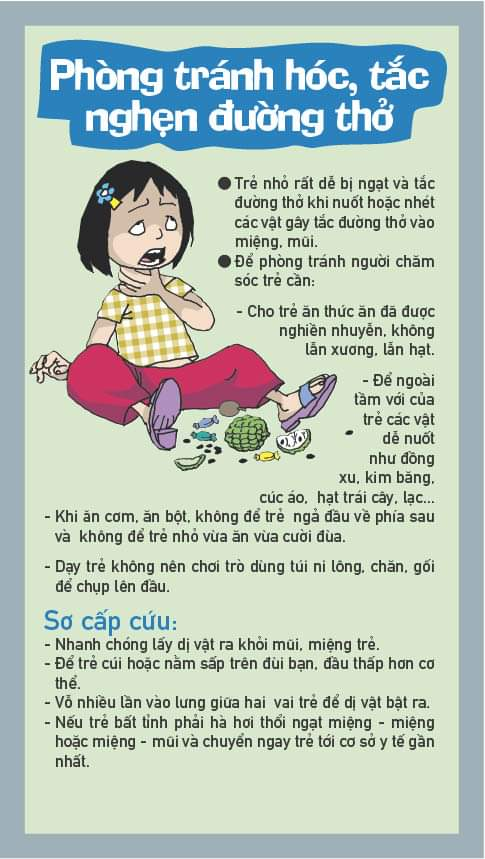 Phòng tránh hóc, tắc
nghẹn đường thở
● Trẻ nhỏ rất dễ bị ngạt và tắc
đường thở khi nuốt hoặc nhét
các vật gây tắc đường thở vào
miệng, mũi.
● Để phòng tránh người chăm
sóc trẻ cần:
- Cho trẻ ăn thức ăn đã được
nghiền nhuyễn, không
lẫn xương, lẫn hạt.
- Để ngoài
tầm với của
trẻ các vật
dễ nuốt
như đồng
xu, kim băng,
cúc áo, hạt trái cây, lạc...
- Khi ăn cơm, ăn bột, không để trẻ ngả đầu về phía sau
và không để trẻ nhỏ vừa ăn vừa cười đùa.
- Dạy trẻ không nên chơi trò dùng túi ni lông, chăn, gối
để chụp lên đầu.
Sơ cấp cứu:
- Nhanh chóng lấy dị vật ra khỏi mũi, miệng trẻ.
- Để trẻ cúi hoặc nằm sấp trên đùi bạn, đầu thấp hơn cơ
thể.
- Vỗ nhiều lần vào lưng giữa hai vai trẻ để dị vật bật ra.
- Nếu trẻ bất tỉnh phải hà hơi thổi ngạt miệng - miệng
hoặc miệng - mũi và chuyển ngay trẻ tới cơ sở y tế gần
nhất.